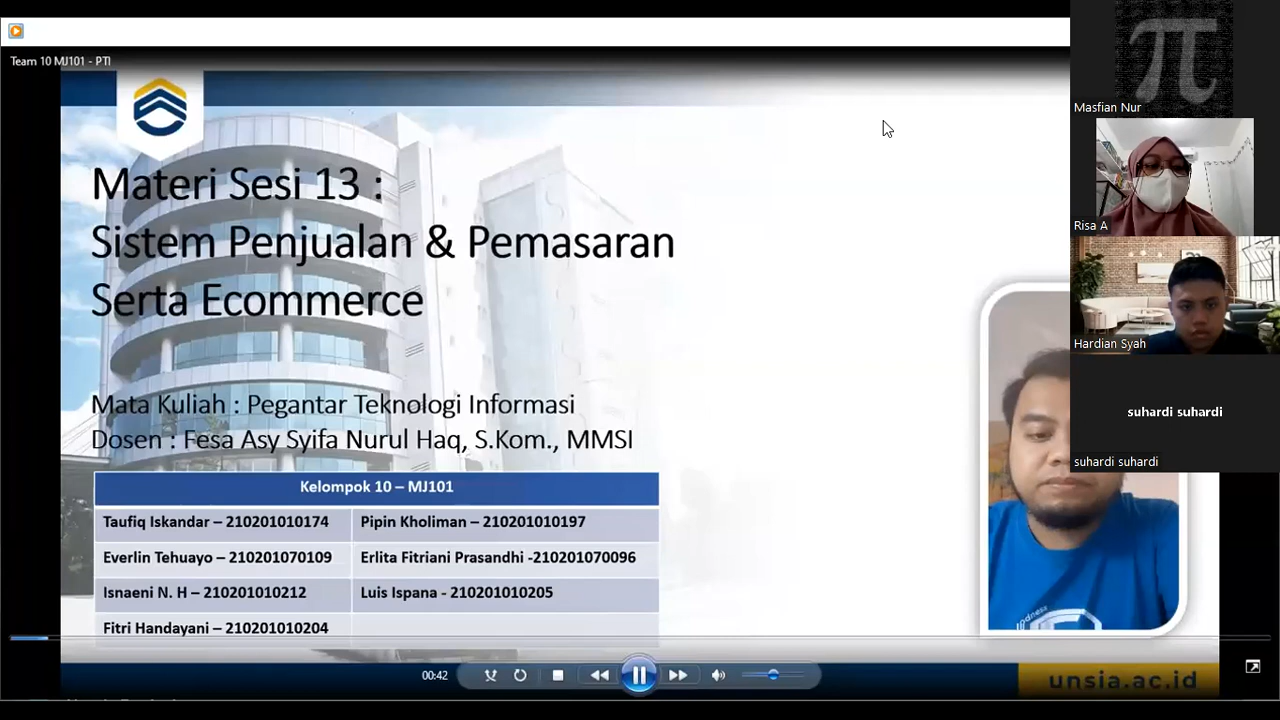 Team 10 MJ101 - PTI
Materi Sesi 13 :
Sistem Penjualan & Pemasaran
Serta Ecommerce
Mata Kuliah : Pegantar Teknologi Informasi
Dosen : Fesa Asy Syifa Nurul Haq, S.Kom., MMSI
Kelompok 10 – MJ101
Taufiq Iskandar – 210201010174
Pipin Kholiman – 210201010197
Everlin Tehuayo – 210201070109
Erlita Fitriani Prasandhi -210201070096
Isnaeni N. H – 210201010212
Luis Ispana - 210201010205
Fitri Handayani – 210201010204
00:42
unsia.ac.id
Masfian Nur
Risa A
Hardian Syah
suhardi suhardi
suhardi suhardi